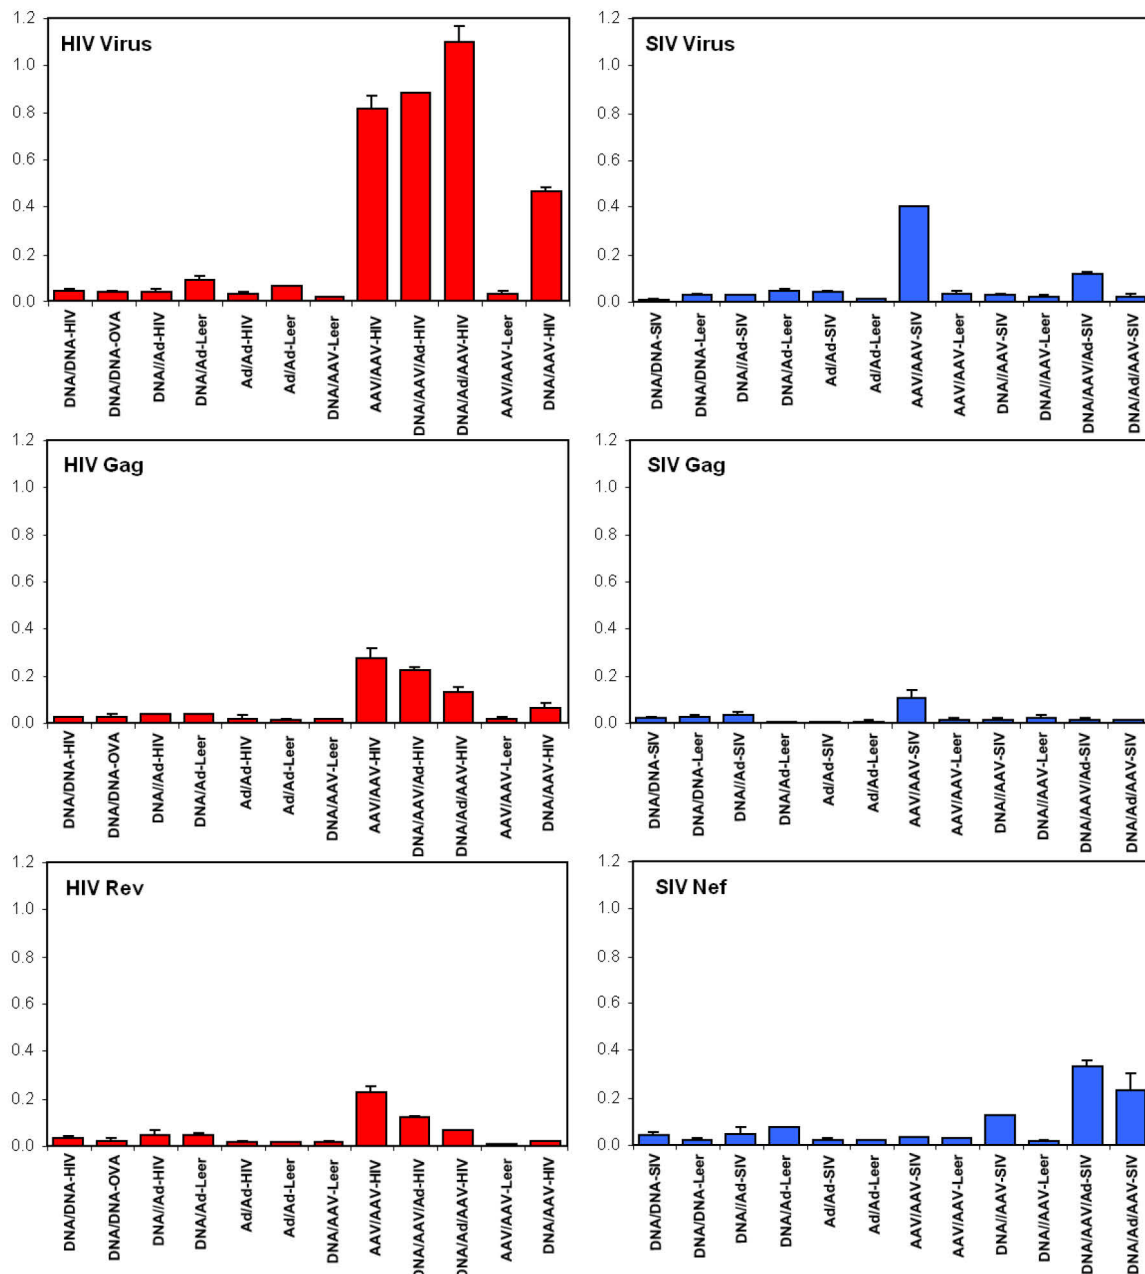 HIV Virus
1.2
1.0
0.8
0.6
0.4
0.2
0.0
DNA/DNA-HIV
DNA/DNA-OVA
DNA//Ad-HIV
DNA/Ad-Leer
Ad/Ad-HIV
Ad/Ad-Leer
DNA/AAV-Leer
AAV/AAV-HIV
DNA/AAV/Ad-HIV
DNA/Ad/AAV-HIV
AAV/AAV-Leer
DNA/AAV-HIV
SIV Virus
1.2
1.0
0.8
0.6
0.4
0.2
0.0
DNA/DNA-SIV
DNA/DNA-Leer
DNA//Ad-SIV
DNA/Ad-Leer
Ad/Ad-SIV
Ad/Ad-Leer
AAV/AAV-SIV
AAV/AAV-Leer
DNA//AAV-SIV
DNA//AAV-Leer
DNA/AAV/Ad-SIV
DNA/Ad/AAV-SIV
HIV Gag
1.2
1.0
0.8
0.6
0.4
0.2
0.0
DNA/DNA-HIV
DNA/DNA-OVA
DNA//Ad-HIV
DNA/Ad-Leer
Ad/Ad-HIV
Ad/Ad-Leer
DNA/AAV-Leer
AAV/AAV-HIV
DNA/AAV/Ad-HIV
DNA/Ad/AAV-HIV
AAV/AAV-Leer
DNA/AAV-HIV
SIV Gag
1.2
1.0
0.8
0.6
0.4
0.2
0.0
DNA/DNA-SIV
DNA/DNA-Leer
DNA//Ad-SIV
DNA/Ad-Leer
Ad/Ad-SIV
Ad/Ad-Leer
AAV/AAV-SIV
AAV/AAV-Leer
DNA//AAV-SIV
DNA//AAV-Leer
DNA/AAV/Ad-SIV
DNA/Ad/AAV-SIV
HIV Rev
1.2
1.0
0.8
0.6
0.4
0.2
0.0
DNA/DNA-HIV
DNA/DNA-OVA
DNA//Ad-HIV
DNA/Ad-Leer
Ad/Ad-HIV
Ad/Ad-Leer
DNA/AAV-Leer
AAV/AAV-HIV
DNA/AAV/Ad-HIV
DNA/Ad/AAV-HIV
AAV/AAV-Leer
DNA/AAV-HIV
SIV Nef
1.2
1.0
0.8
0.6
0.4
0.2
0.0
DNA/DNA-SIV
DNA/DNA-Leer
DNA//Ad-SIV
DNA/Ad-Leer
Ad/Ad-SIV
Ad/Ad-Leer
AAV/AAV-SIV
AAV/AAV-Leer
DNA//AAV-SIV
DNA//AAV-Leer
DNA/AAV/Ad-SIV
DNA/Ad/AAV-SIV